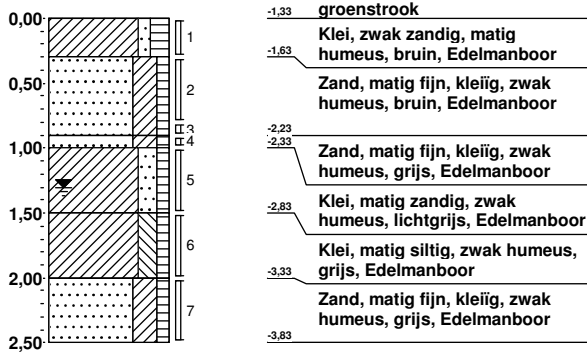 0,00
0,50
1,00
1,50
2,00
2,50
1
2
3
4
5
6
7
-1,33
groenstrook
Klei, zwak zandig, matig
humeus, bruin, Edelmanboor
-1,63
Zand, matig fijn, kleiïg, zwak
humeus, bruin, Edelmanboor
-2,23
-2,33
Zand, matig fijn, kleiïg, zwak
humeus, grijs, Edelmanboor
-2,83
Klei, matig zandig, zwak
humeus, lichtgrijs, Edelmanboor
Klei, matig siltig, zwak humeus,
grijs, Edelmanboor
-3,33
Zand, matig fijn, kleiïg, zwak
humeus, grijs, Edelmanboor
-3,83